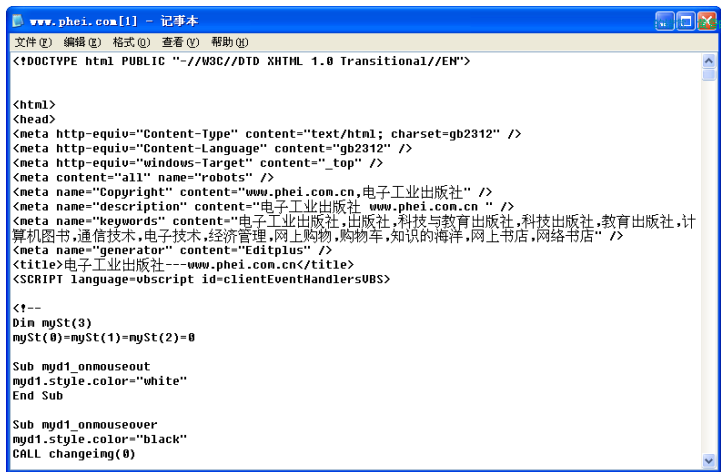 www.phei.com[1] - 记事本
文件(F) 编辑(E) 格式(O) 查看(V) 帮助(H)
<!DOCTYPE html PUBLIC "-//W3C//DTD XHTML 1.0 Transitional//EN">
<html>
<head>
<meta http-equiv="Content-Type" content="text/html; charset=gb2312" />
<meta http-equiv="Content-Language" content="gb2312" />
<meta http-equiv="windows-Target" content="_top" />
<meta content="all" name="robots" />
<meta name="Copyright" content="www.phei.com.cn,电子工业出版社" />
<meta name="description" content="电子工业出版社 www.phei.com.cn " />
<meta name="keywords" content="电子工业出版社,出版社,科技与教育出版社,科技出版社,教育出版社,计
算机图书,通信技术,电子技术,经济管理,网上购物,购物车,知识的海洋,网上书店,网络书店" />
<meta name="generator" content="Editplus" />
<title>电子工业出版社---www.phei.com.cn</title>
<SCRIPT language=vbscript id=clientEventHandlersVBS>
<!--
Dim mySt(3)
mySt(0)=mySt(1)=mySt(2)=0
Sub myd1_onmouseout
myd1.style.color="white"
End Sub
Sub myd1_onmouseover
myd1.style.color="black"
CALL changeimg(0)